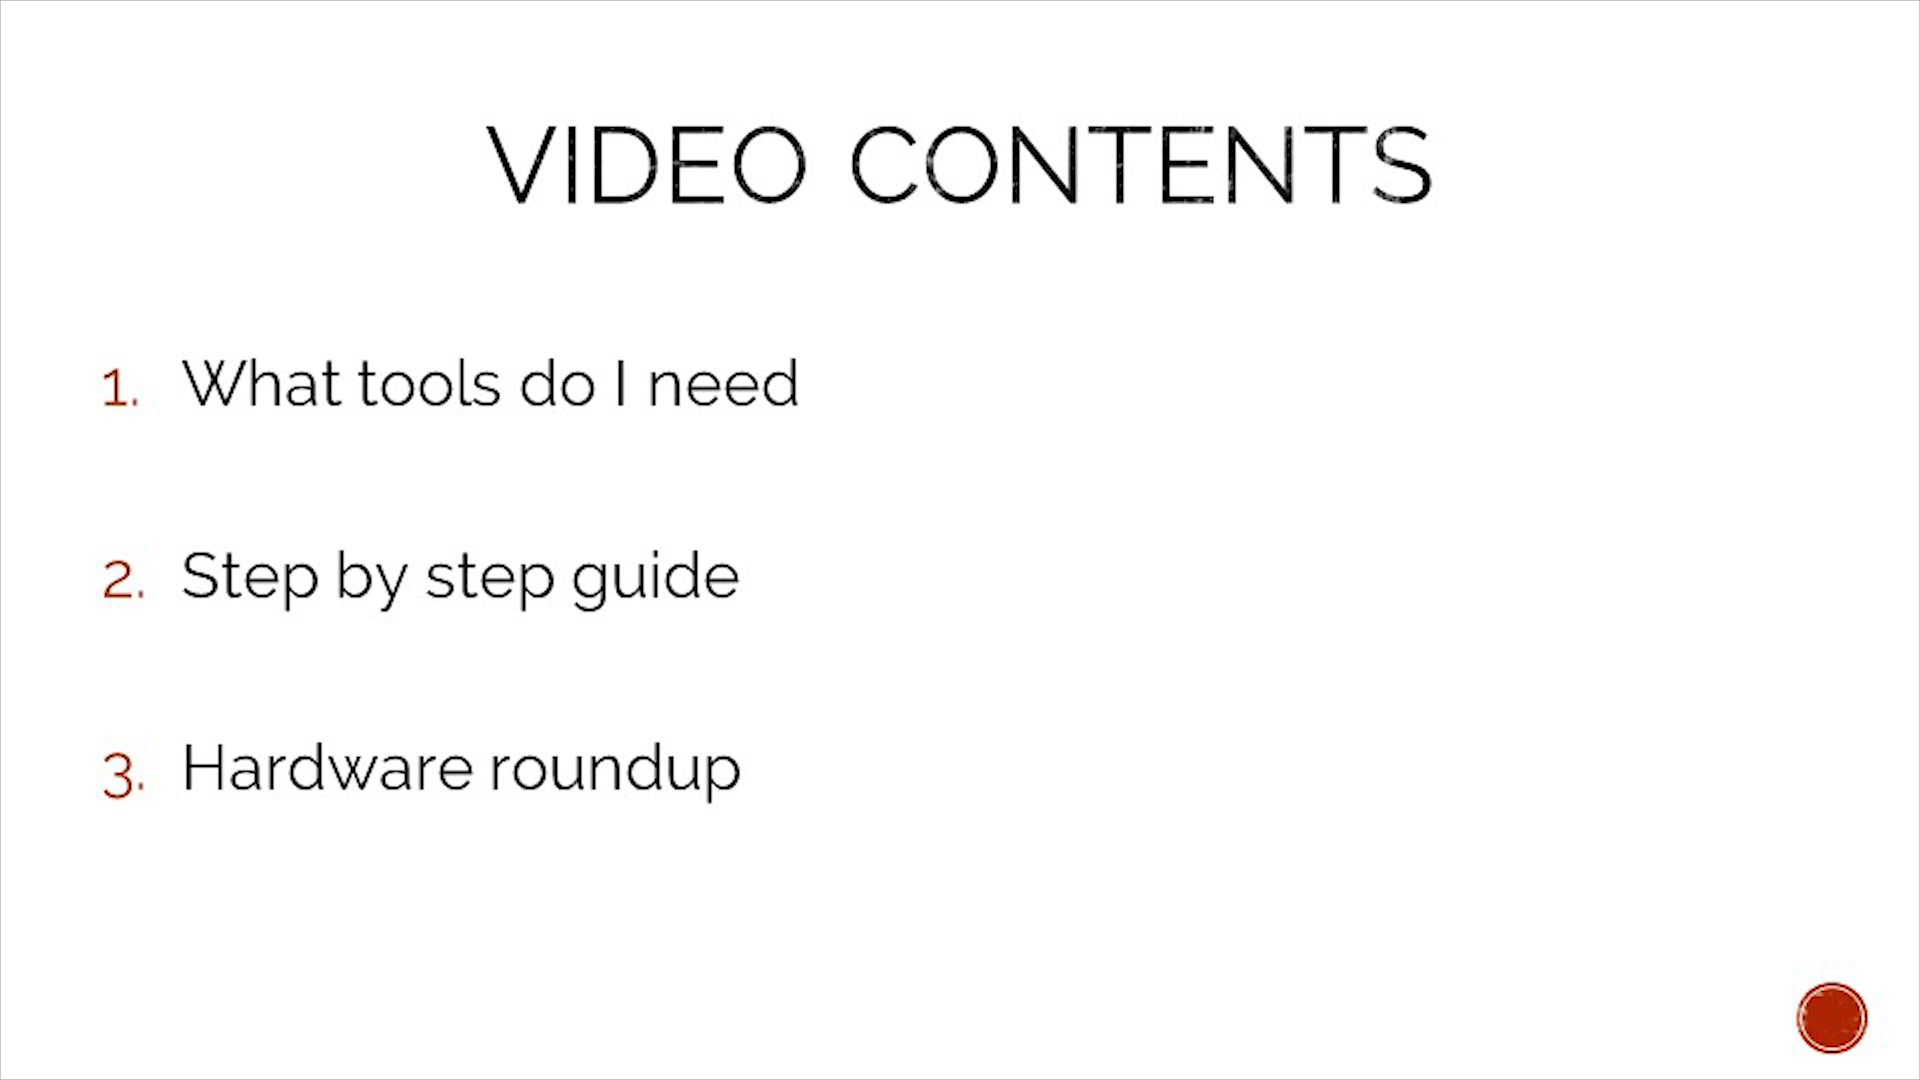 VIDEO CONTENTS
1. What tools do I need
2. Step by step guide
3. Hardware roundup